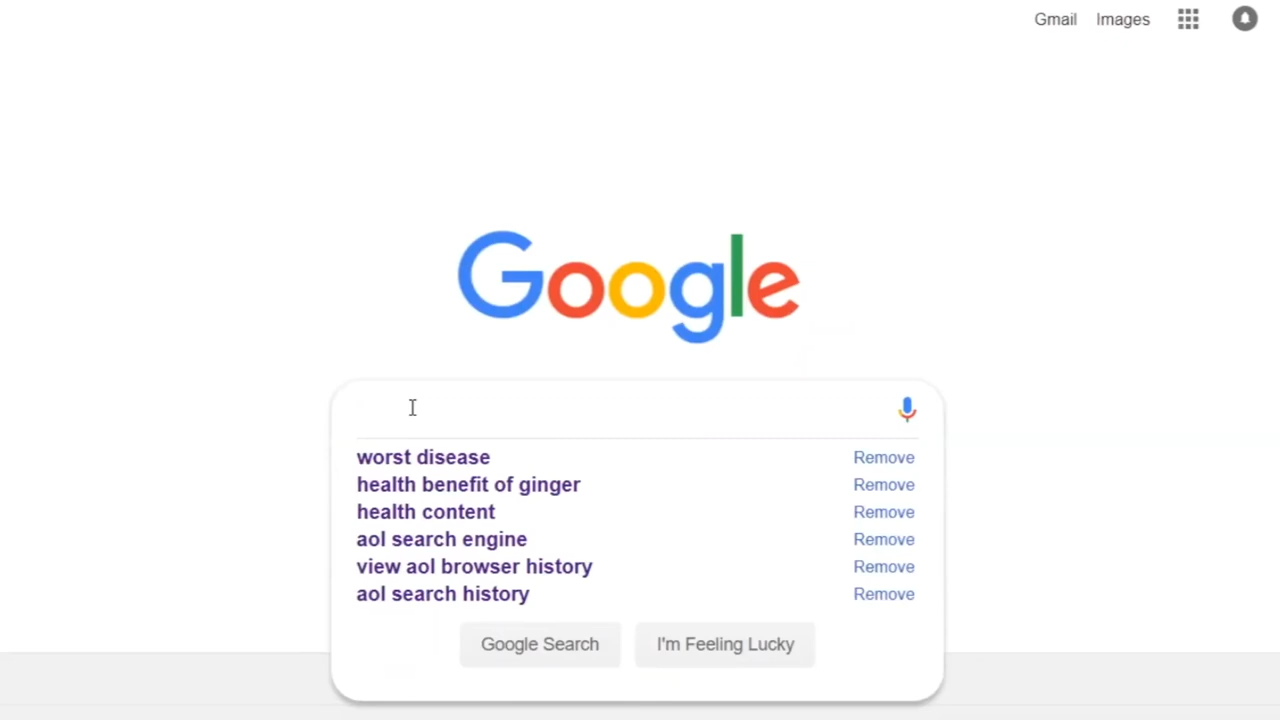 Gmail Images
Google
worst disease Remove
health benefit of ginger Remove
health content Remove
aol search engine Remove
view aol browser history Remove
aol search history Remove
Google Search I'm Feeling Lucky